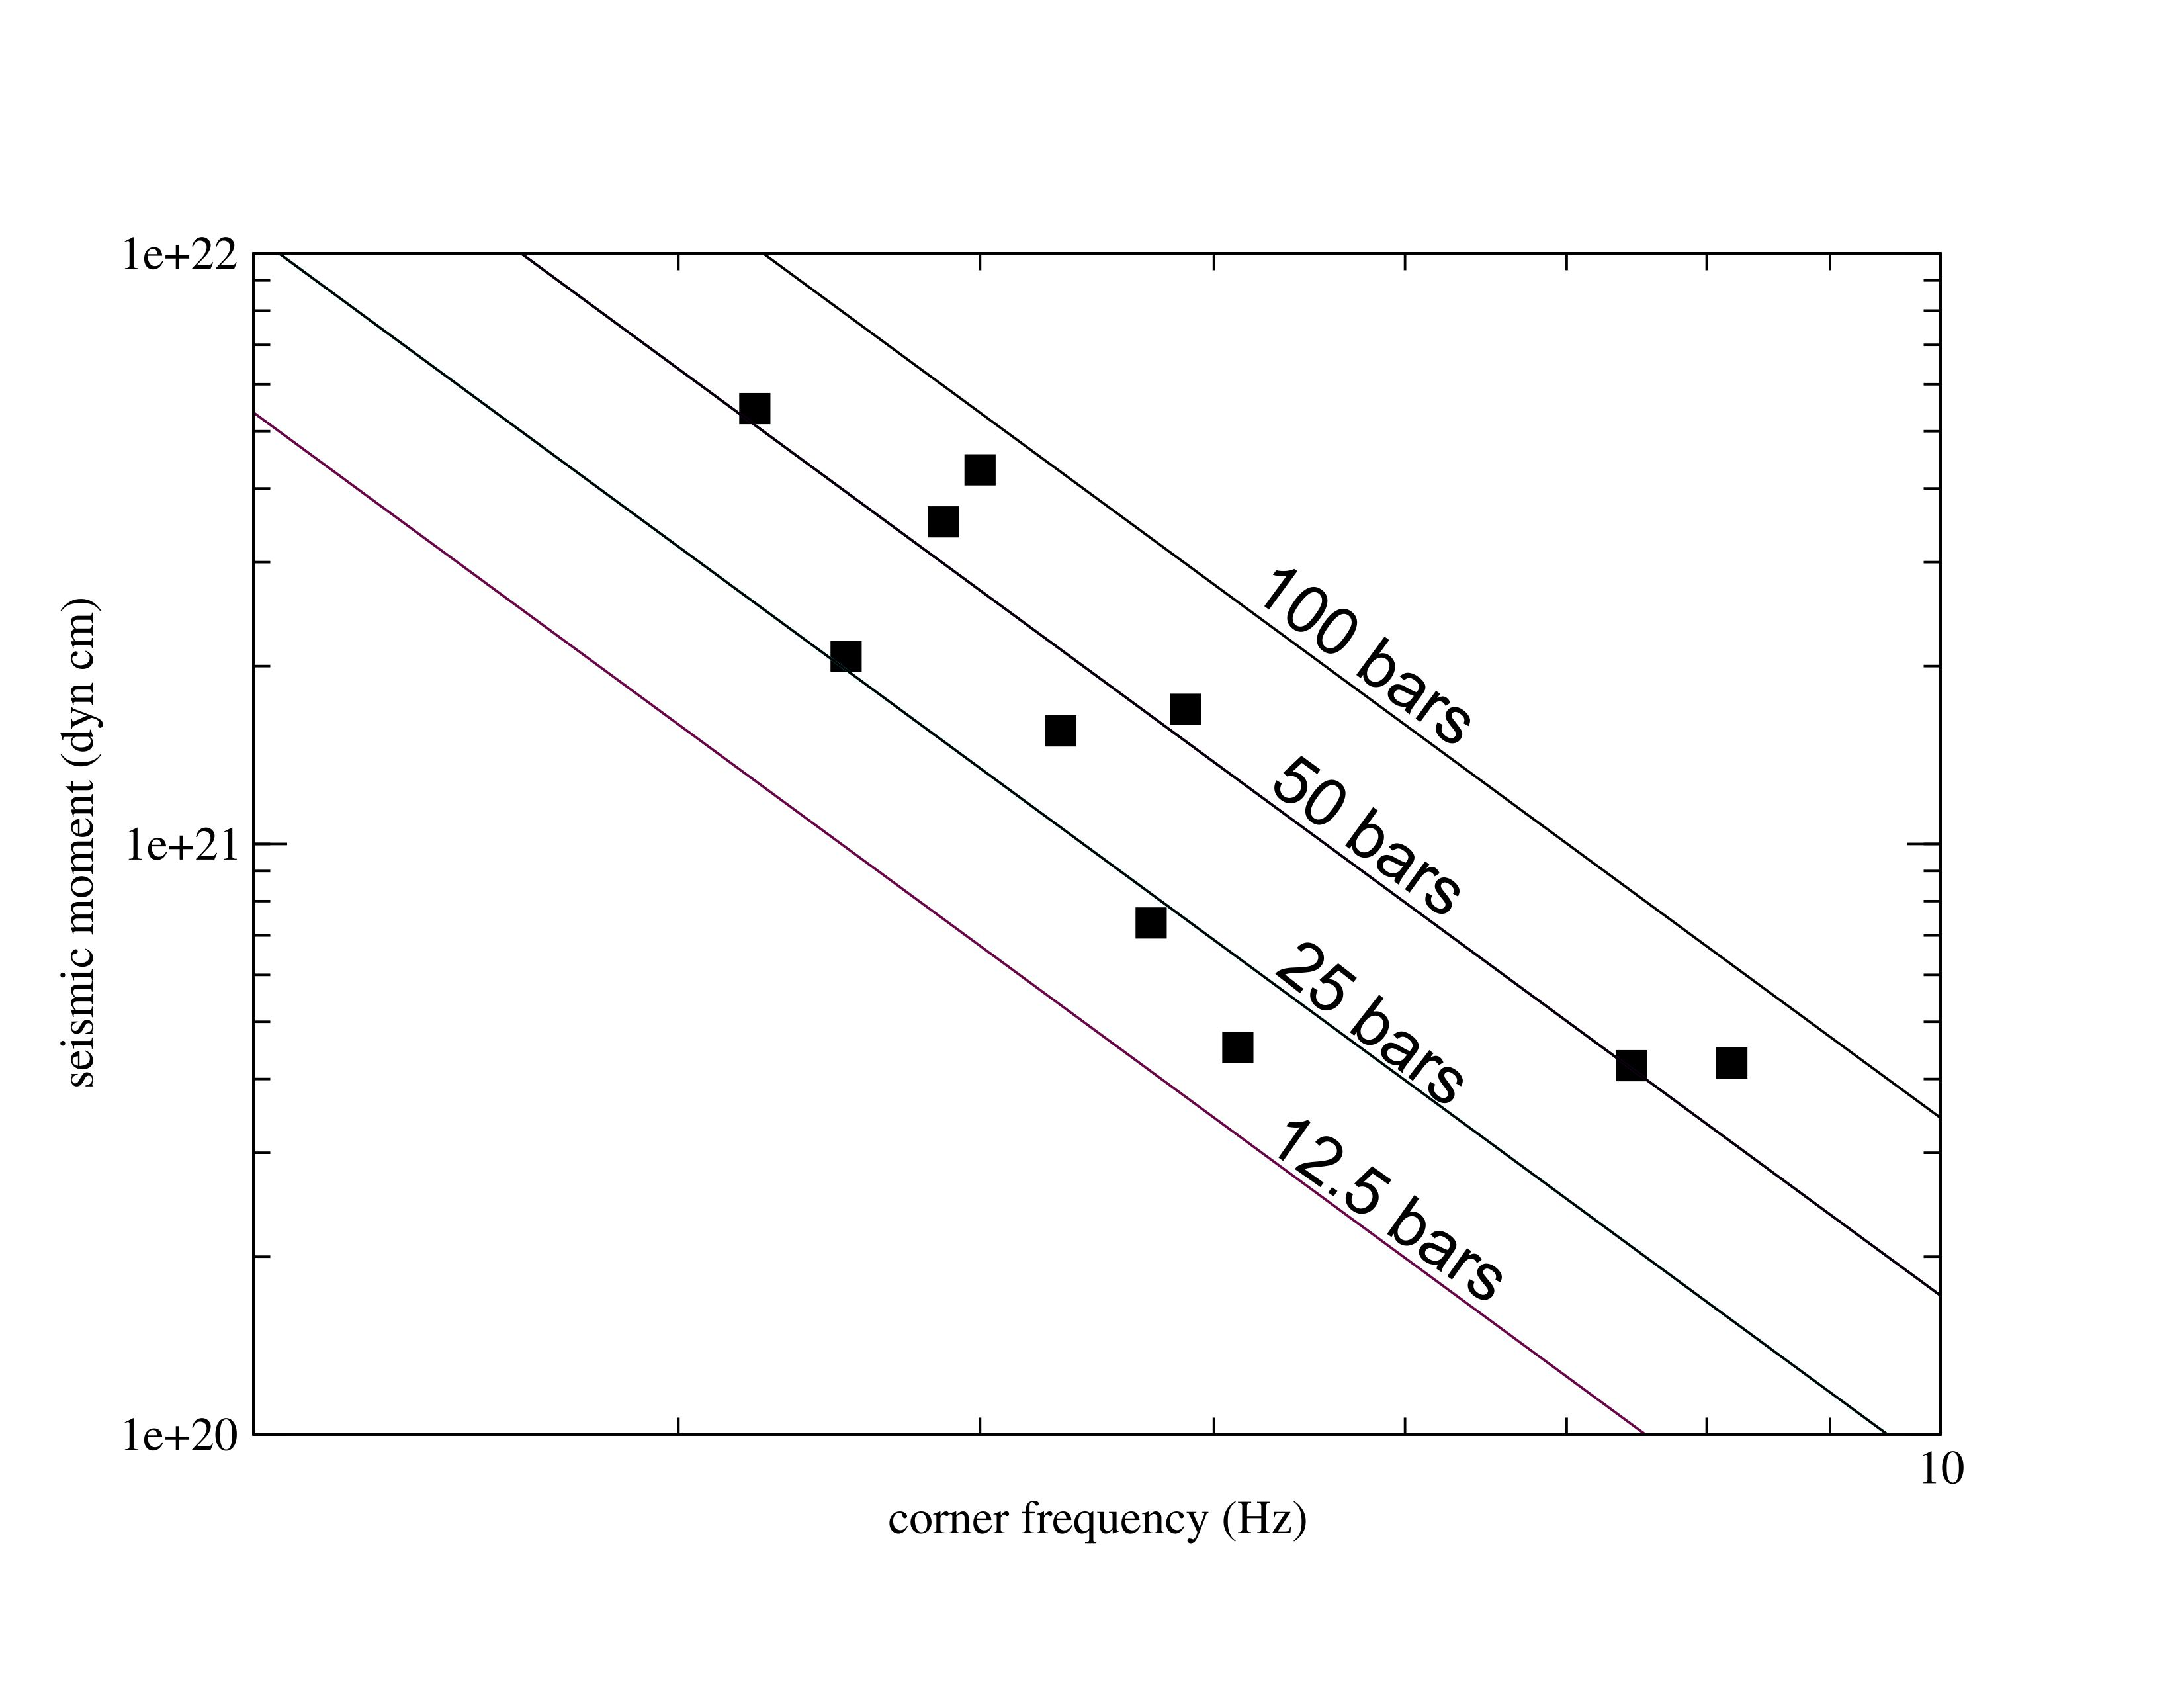 1e+22
100 bars
50 bars
1e+21
25 bars
12.5 bars
1e+20
10
seismic moment (dyn cm)
corner frequency (Hz)